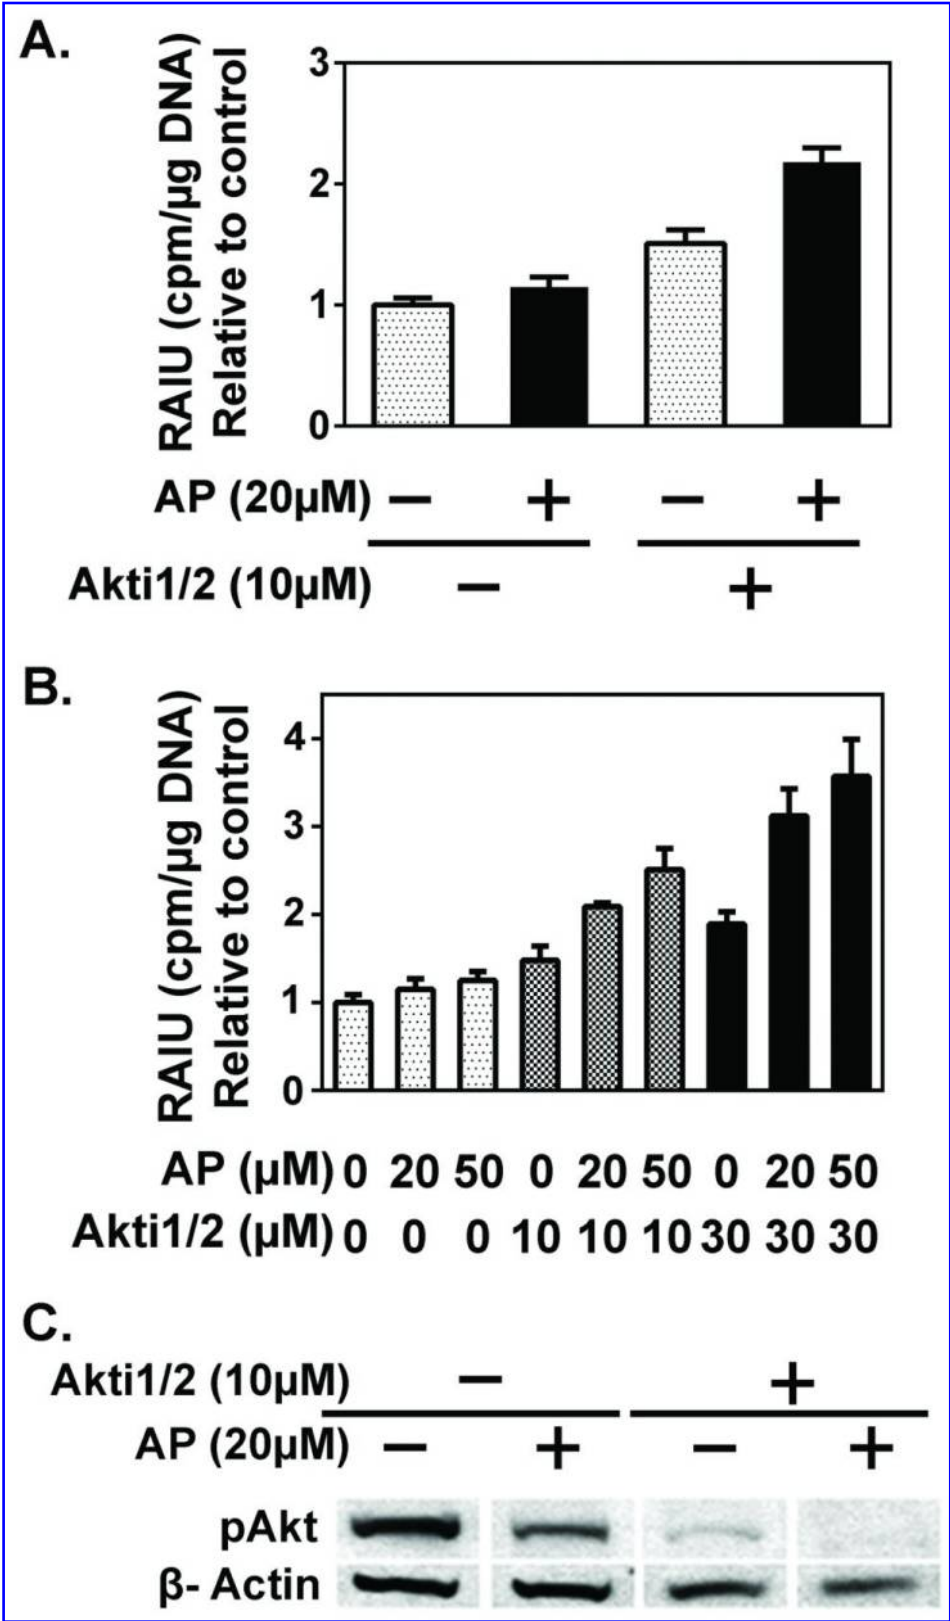 A.
RAIU (cpm/µg DNA)
Relative to control
3
2
1
0
AP (20µM) − + − +
Akti1/2 (10µM) − +
B.
RAIU (cpm/µg DNA)
Relative to control
4
3
2
1
0
AP (µM) 0 20 50 0 20 50 0 20 50
Akti1/2 (µM) 0 0 0 10 10 10 30 30 30
C.
Akti1/2 (10µM) − +
AP (20µM) − + − +
pAkt
β- Actin